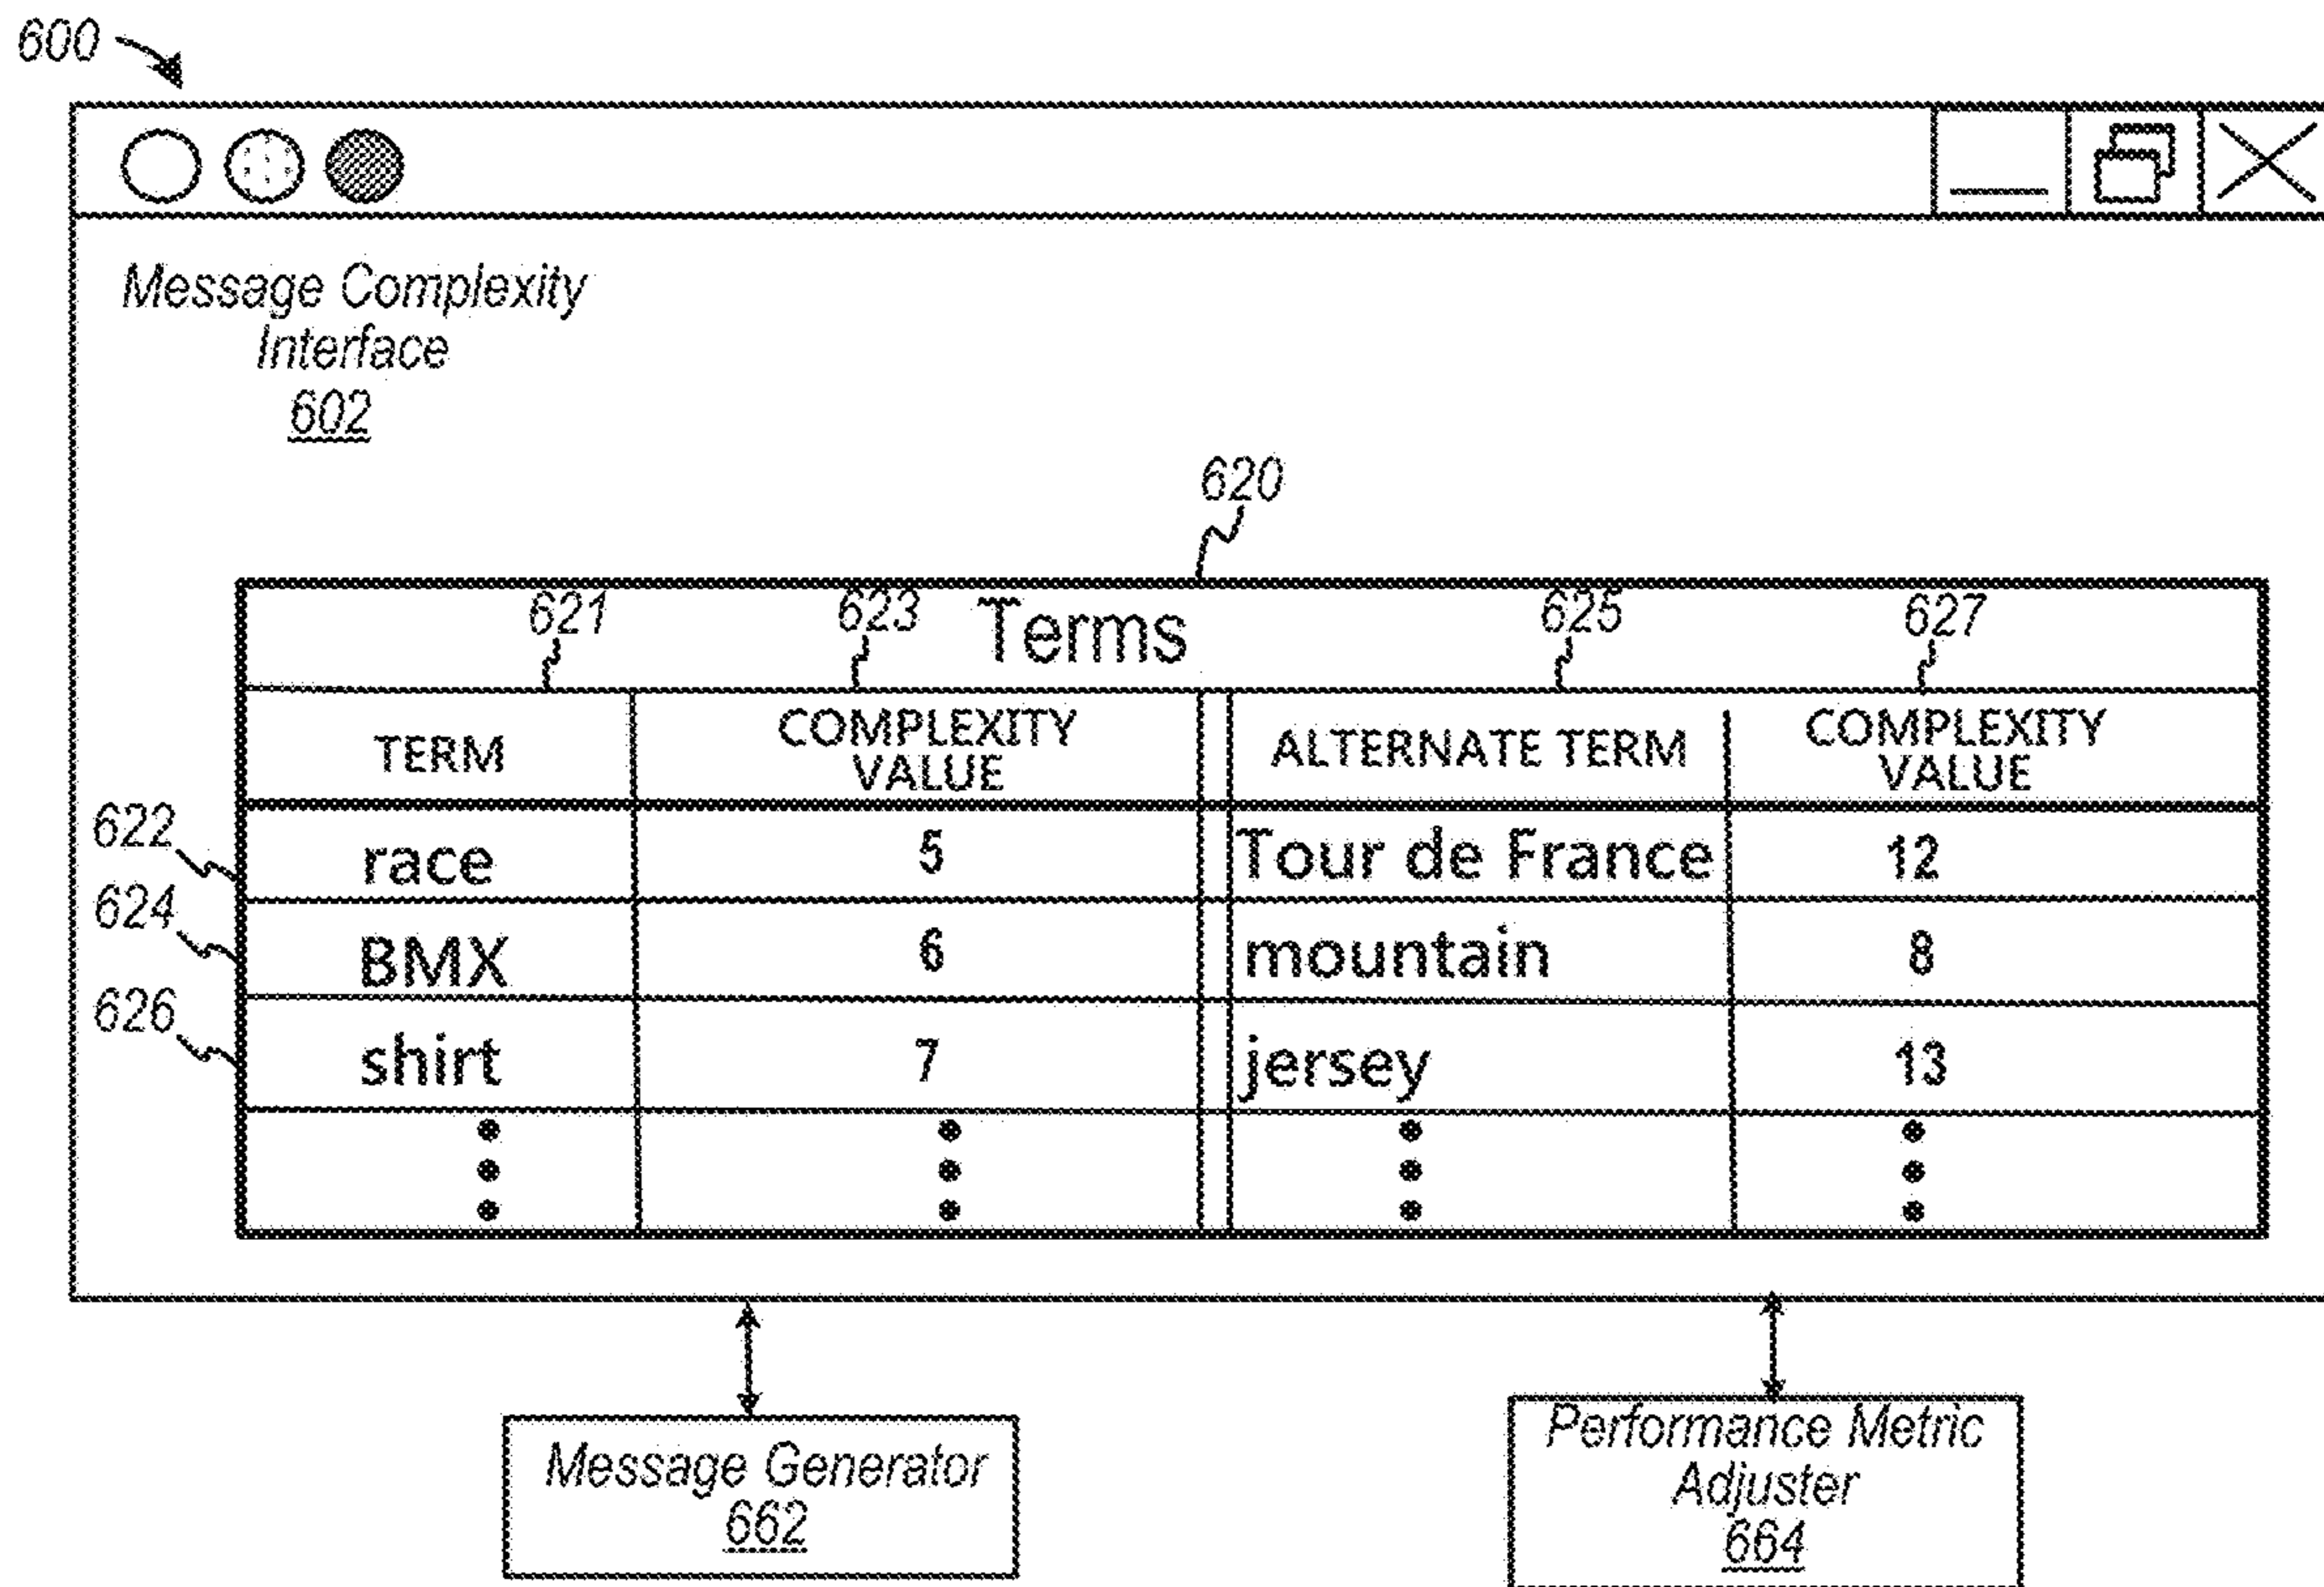 600
Message Complexity
Interface
602
620
621 623 Terms 625 627
TERM COMPLEXITY VALUE ALTERNATE TERM COMPLEXITY VALUE
622 race 5 Tour de France 12
624 BMX 6 mountain 8
626 shirt 7 jersey 13
Message Generator
662
Performance Metric
Adjuster
664